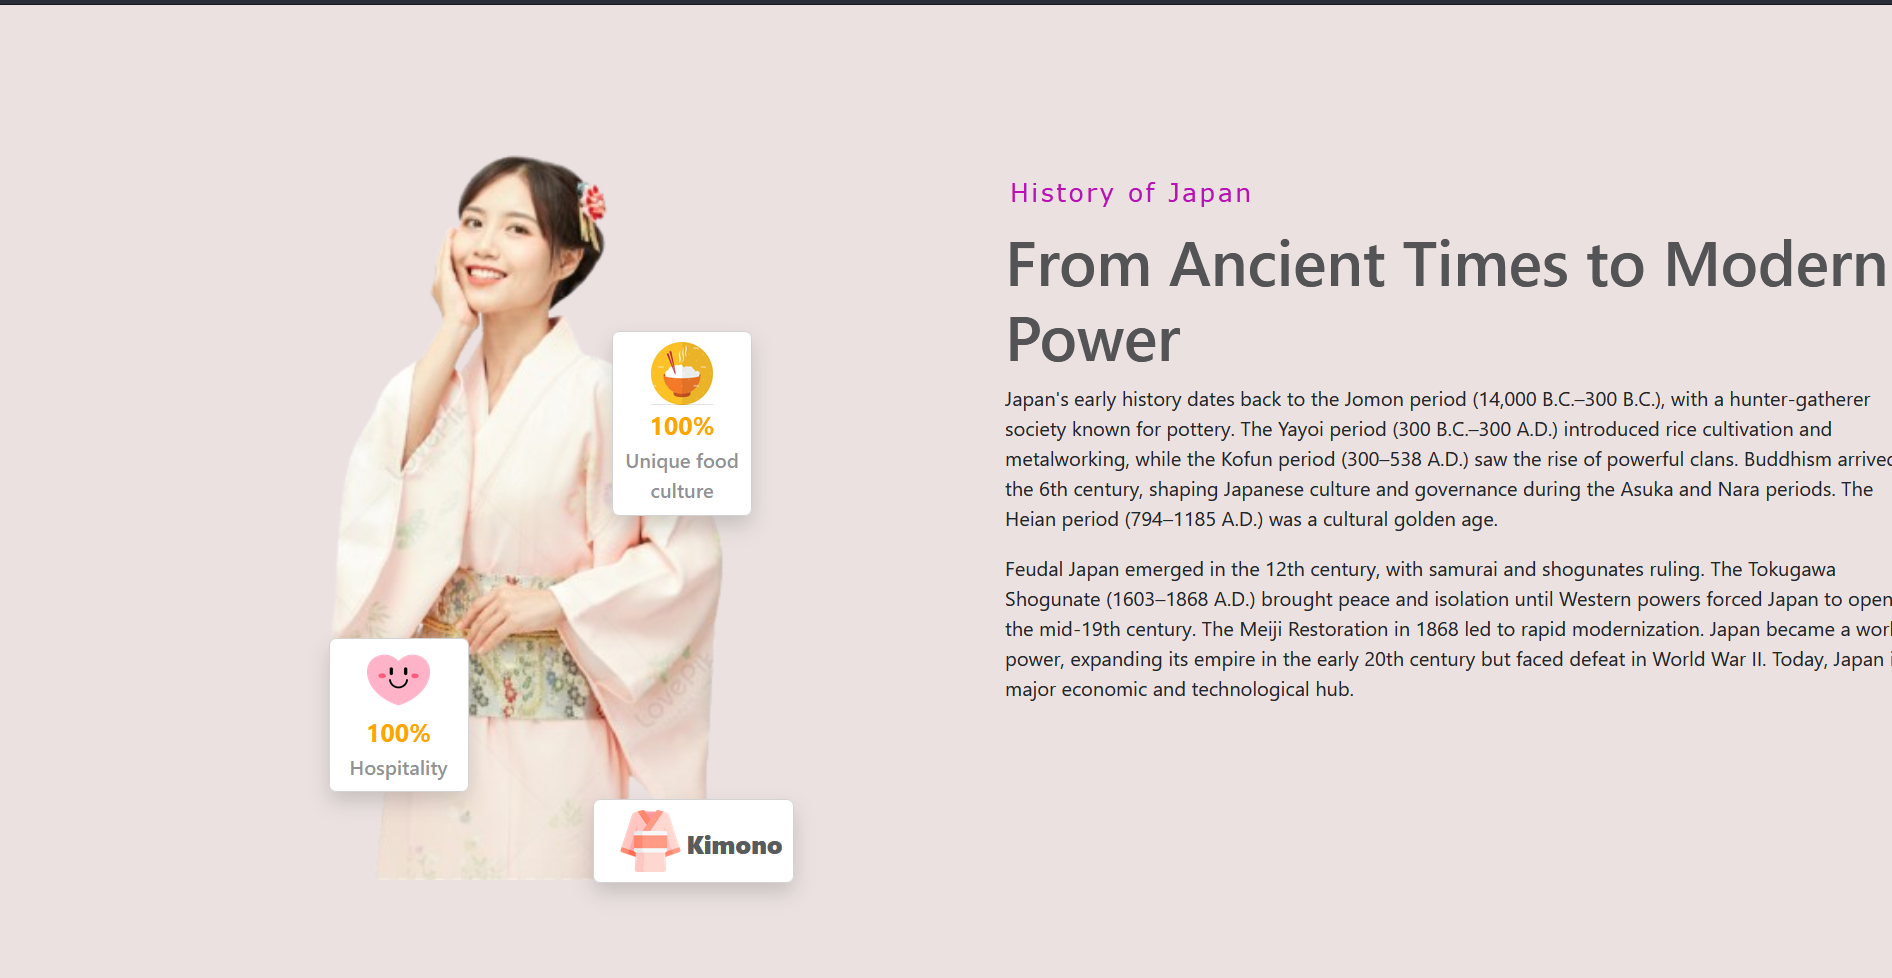 History of Japan
From Ancient Times to Modern
Power
Japan's early history dates back to the Jomon period (14,000 B.C.–300 B.C.), with a hunter-gatherer
society known for pottery. The Yayoi period (300 B.C.–300 A.D.) introduced rice cultivation and
metalworking, while the Kofun period (300–538 A.D.) saw the rise of powerful clans. Buddhism arrived
the 6th century, shaping Japanese culture and governance during the Asuka and Nara periods. The
Heian period (794–1185 A.D.) was a cultural golden age.
Feudal Japan emerged in the 12th century, with samurai and shogunates ruling. The Tokugawa
Shogunate (1603–1868 A.D.) brought peace and isolation until Western powers forced Japan to open
the mid-19th century. The Meiji Restoration in 1868 led to rapid modernization. Japan became a
power, expanding its empire in the early 20th century but faced defeat in World War II. Today, Japan
major economic and technological hub.
100%
Unique food
culture
100%
Hospitality
Kimono
Lovepik
Lovepik